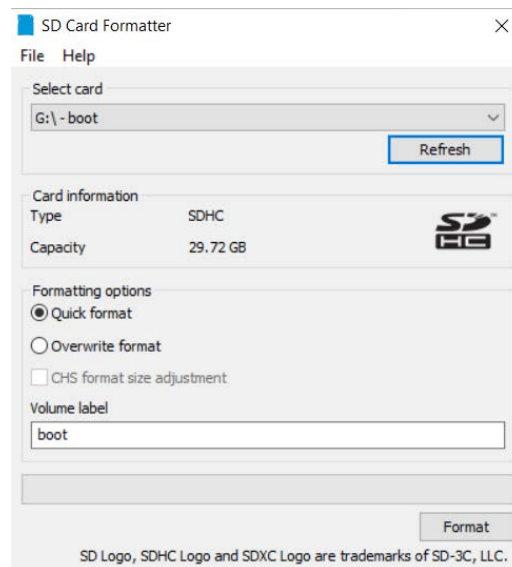 SD Card Formatter
File Help
Select card
G:\ - boot
Refresh
Card information
Type SDHC
Capacity 29.72 GB
SD HC
Formatting options
Quick format
Overwrite format
CHS format size adjustment
Volume label
boot
Format
SD Logo, SDHC Logo and SDXC Logo are trademarks of SD-3C, LLC.